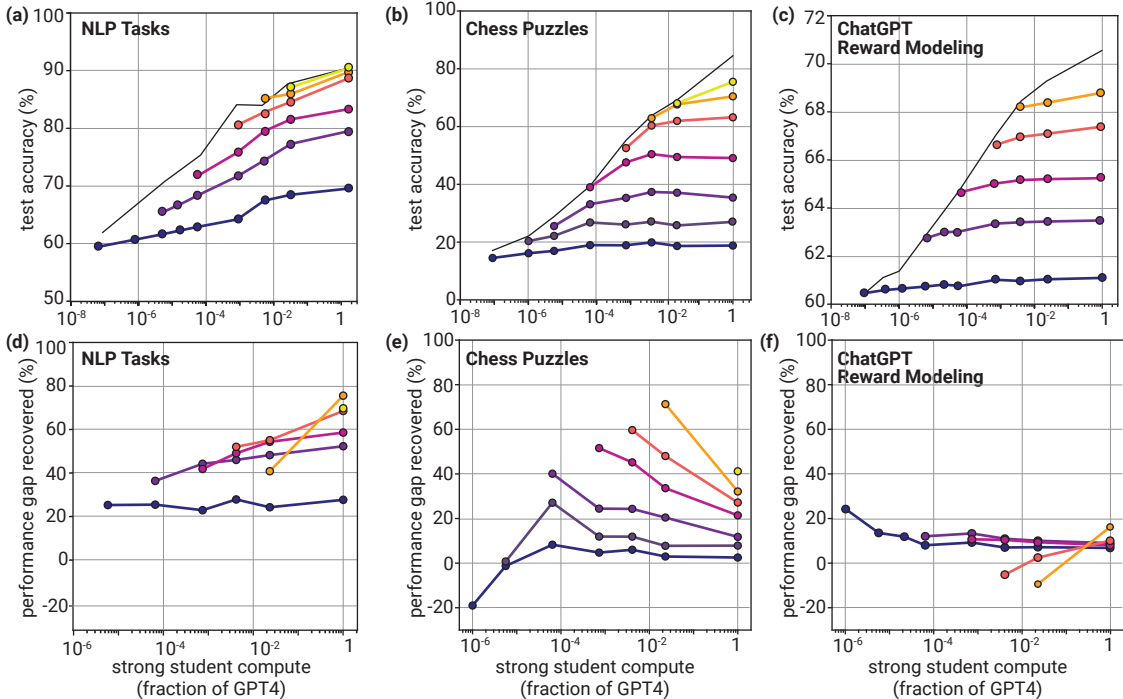 (a)
NLP Tasks
test accuracy (%)
100
90
80
70
60
50
10-8
10-6
10-4
10-2
1
(b)
Chess Puzzles
test accuracy (%)
100
80
60
40
20
0
10-8
10-6
10-4
10-2
1
(c)
ChatGPT
Reward Modeling
test accuracy (%)
72
70
68
66
64
62
60
10-8
10-6
10-4
10-2
1
(d)
NLP Tasks
performance gap recovered (%)
100
80
60
40
20
0
-20
10-6
10-4
10-2
1
strong student compute
(fraction of GPT4)
(e)
Chess Puzzles
performance gap recovered (%)
100
80
60
40
20
0
-20
10-6
10-4
10-2
1
strong student compute
(fraction of GPT4)
(f)
ChatGPT
Reward Modeling
performance gap recovered (%)
100
80
60
40
20
0
-20
10-6
10-4
10-2
1
strong student compute
(fraction of GPT4)